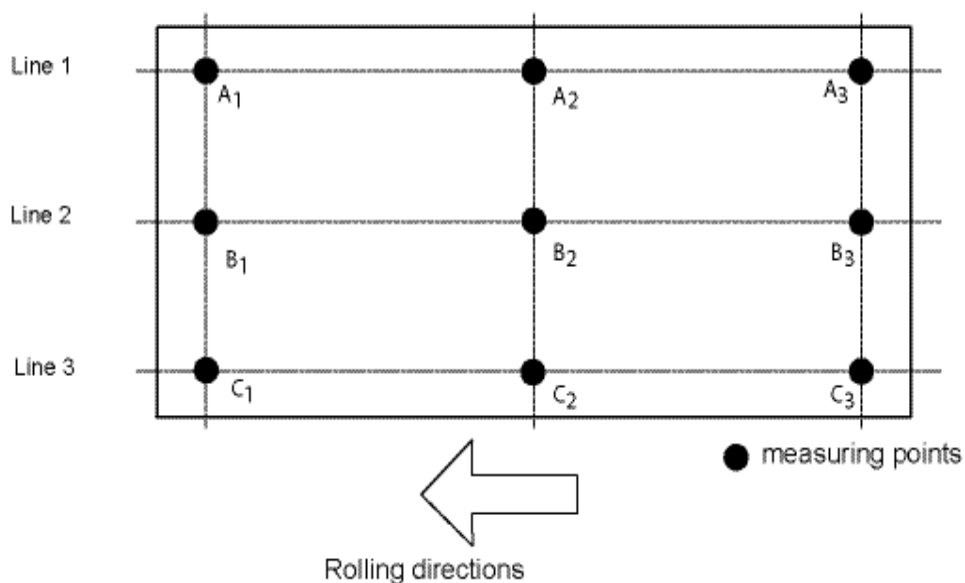 Line 1
A1
A2
A3
Line 2
B1
B2
B3
Line 3
C1
C2
C3
measuring points
Rolling directions